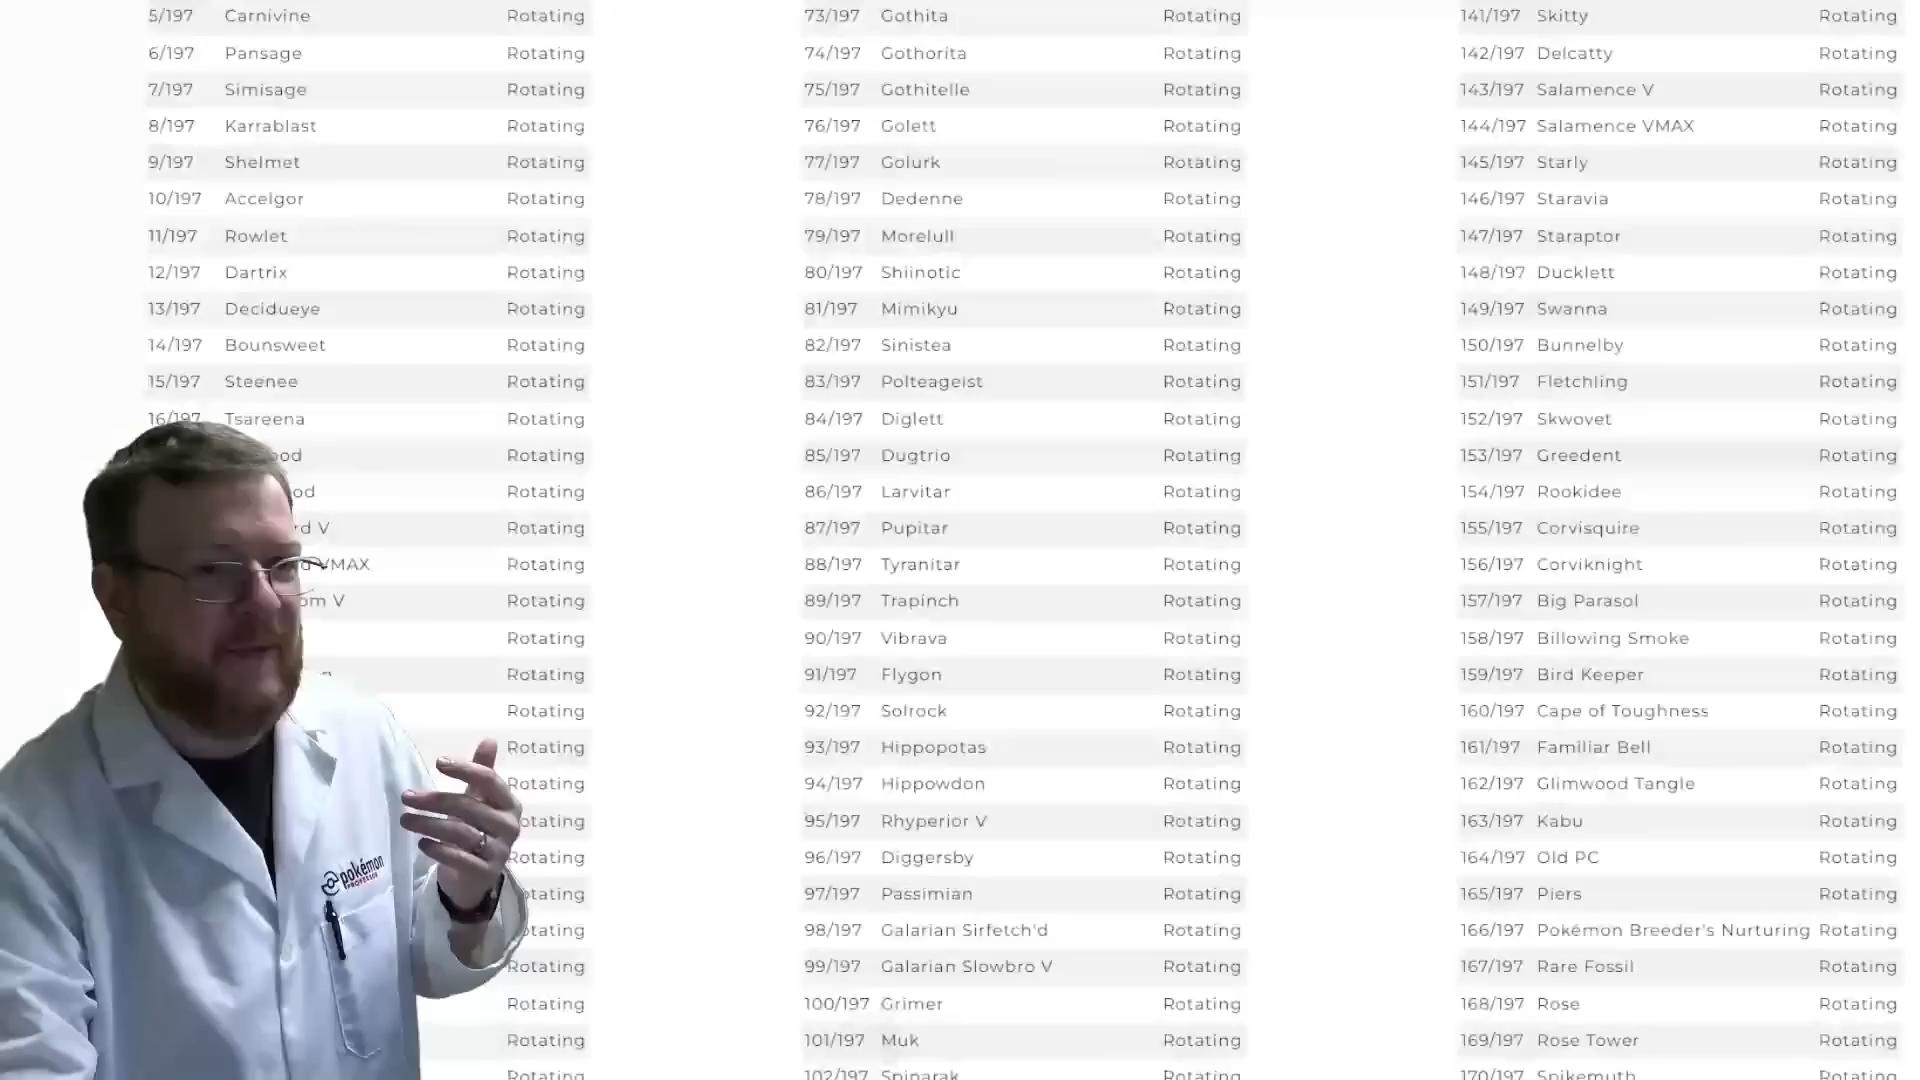 5/197 Carnivine Rotating
6/197 Pansage Rotating
7/197 Simisage Rotating
8/197 Karrablast Rotating
9/197 Shelmet Rotating
10/197 Accelgor Rotating
11/197 Rowlet Rotating
12/197 Dartrix Rotating
13/197 Decidueye Rotating
14/197 Bounsweet Rotating
15/197 Steenee Rotating
16/197 Tsareena Rotating
ood Rotating
od Rotating
rd V Rotating
VMAX Rotating
om V Rotating
Rotating
Rotating
Rotating
Rotating
Rotating
otating
Rotating
otating
otating
Rotating
Rotating
Rotating
Rotating
73/197 Gothita Rotating
74/197 Gothorita Rotating
75/197 Gothitelle Rotating
76/197 Golett Rotating
77/197 Golurk Rotating
78/197 Dedenne Rotating
79/197 Morelull Rotating
80/197 Shiinotic Rotating
81/197 Mimikyu Rotating
82/197 Sinistea Rotating
83/197 Polteageist Rotating
84/197 Diglett Rotating
85/197 Dugtrio Rotating
86/197 Larvitar Rotating
87/197 Pupitar Rotating
88/197 Tyranitar Rotating
89/197 Trapinch Rotating
90/197 Vibrava Rotating
91/197 Flygon Rotating
92/197 Solrock Rotating
93/197 Hippopotas Rotating
94/197 Hippowdon Rotating
95/197 Rhyperior V Rotating
96/197 Diggersby Rotating
97/197 Passimian Rotating
98/197 Galarian Sirfetch'd Rotating
99/197 Galarian Slowbro V Rotating
100/197 Grimer Rotating
101/197 Muk Rotating
102/197 Spinarak Rotating
141/197 Skitty Rotating
142/197 Delcatty Rotating
143/197 Salamence V Rotating
144/197 Salamence VMAX Rotating
145/197 Starly Rotating
146/197 Staravia Rotating
147/197 Staraptor Rotating
148/197 Ducklett Rotating
149/197 Swanna Rotating
150/197 Bunnelby Rotating
151/197 Fletchling Rotating
152/197 Skwovet Rotating
153/197 Greedent Rotating
154/197 Rookidee Rotating
155/197 Corvisquire Rotating
156/197 Corviknight Rotating
157/197 Big Parasol Rotating
158/197 Billowing Smoke Rotating
159/197 Bird Keeper Rotating
160/197 Cape of Toughness Rotating
161/197 Familiar Bell Rotating
162/197 Glimwood Tangle Rotating
163/197 Kabu Rotating
164/197 Old PC Rotating
165/197 Piers Rotating
166/197 Pokémon Breeder's Nurturing Rotating
167/197 Rare Fossil Rotating
168/197 Rose Rotating
169/197 Rose Tower Rotating
170/197 Spikemuth Rotating
pokémon
PROFESSOR